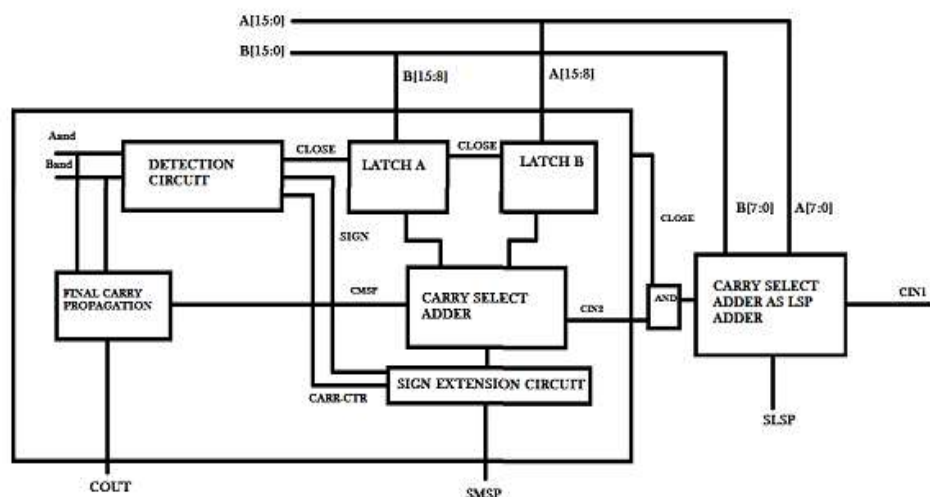 A[15:0]
B[15:0]
B[15:8]
A[15:8]
Aand
Band
DETECTION
CIRCUIT
CLOSE
LATCH A
CLOSE
LATCH B
CLOSE
B[7:0]
A[7:0]
SIGN
FINAL CARRY
PROPAGATION
CMSP
CARRY SELECT
ADDER
CIN2
AND
CARRY SELECT
ADDER AS LSP
ADDER
CIN1
SIGN EXTENSION CIRCUIT
CARR-CTR
SLSP
COUT
SMSP